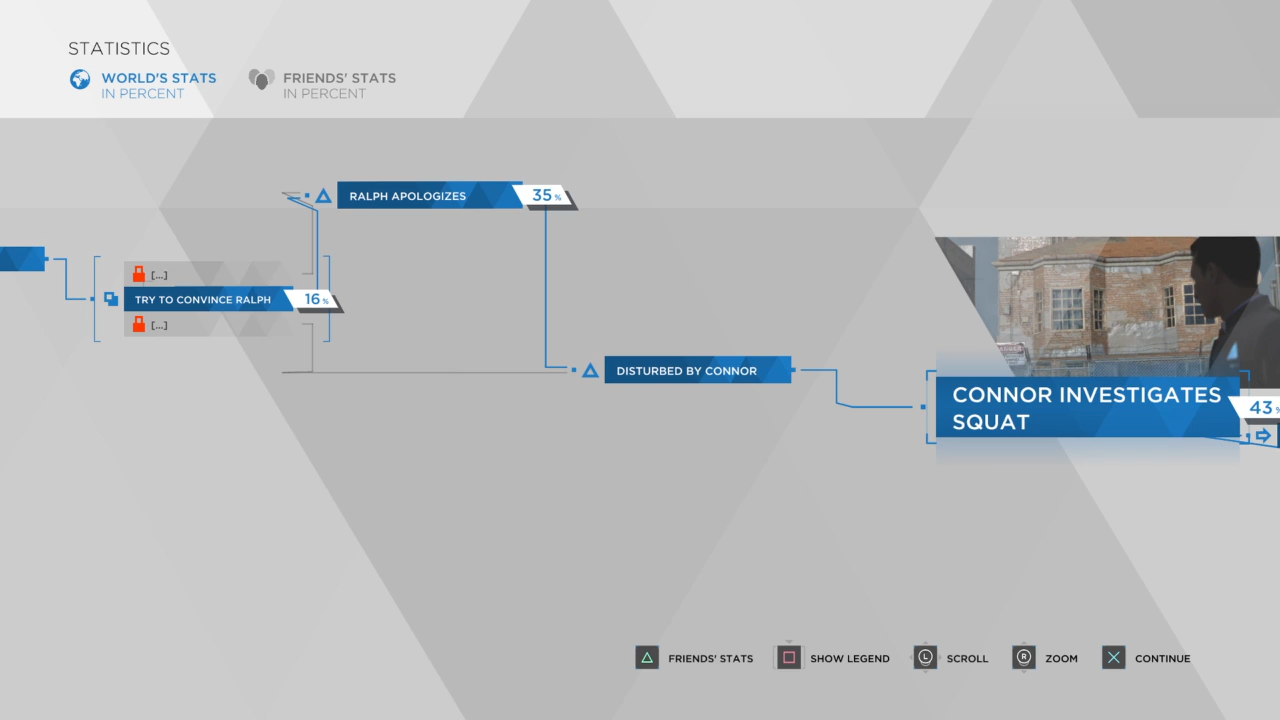 STATISTICS
WORLD'S STATS
IN PERCENT
FRIENDS' STATS
IN PERCENT
RALPH APOLOGIZES
35%
[...]
TRY TO CONVINCE RALPH
16%
[...]
DISTURBED BY CONNOR
CONNOR INVESTIGATES
SQUAT
43%
FRIENDS' STATS
SHOW LEGEND
L
SCROLL
R
ZOOM
CONTINUE